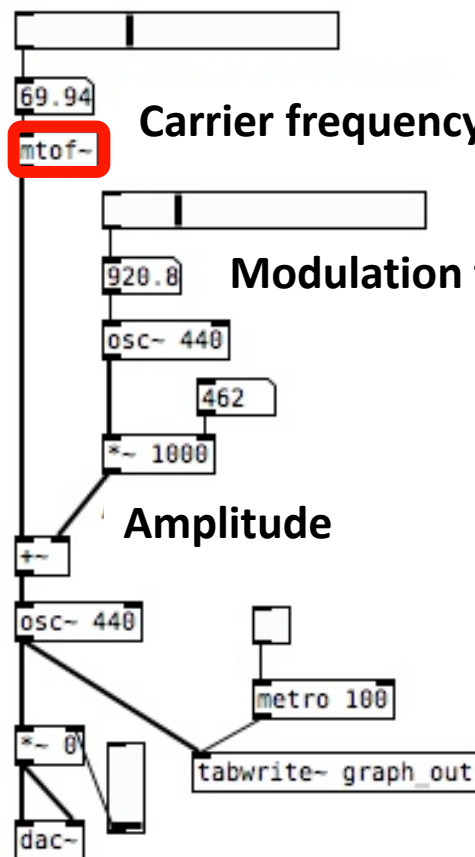 69.94
Carrier frequency
mtof~
920.8
Modulation
osc~ 440
462
*~ 1000
Amplitude
+~
osc~ 440
metro 100
*~ 0
tabwrite~ graph_out
dac~